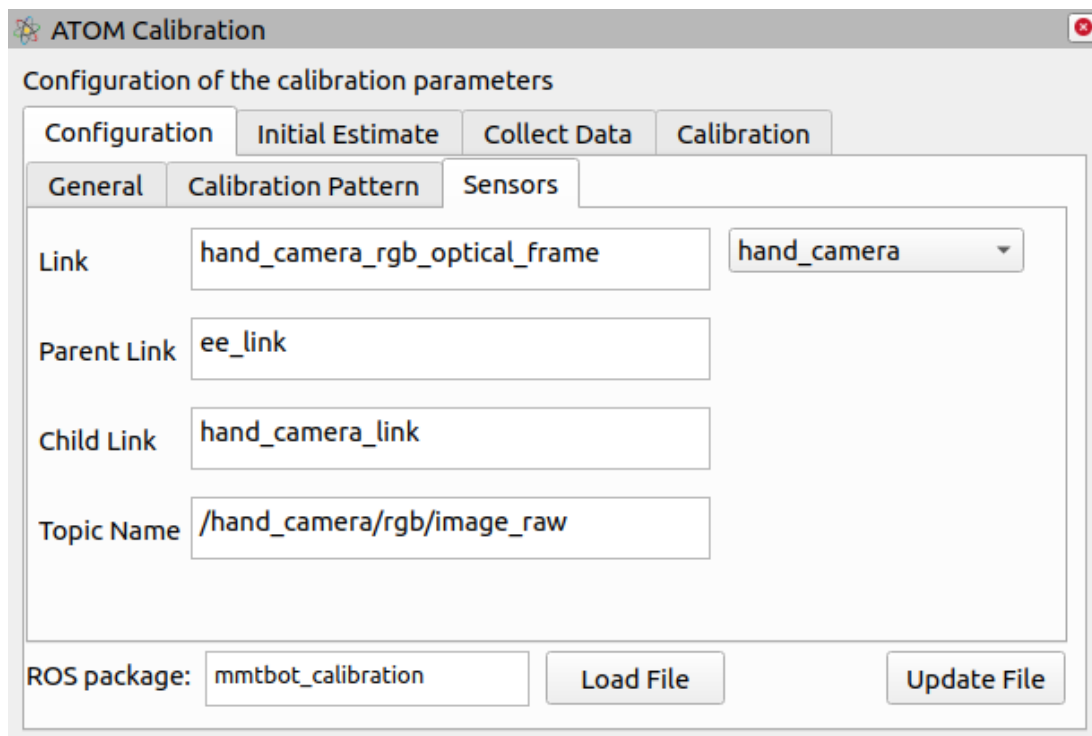 ATOM Calibration
Configuration of the calibration parameters
Configuration Initial Estimate Collect Data Calibration
General Calibration Pattern Sensors
Link hand_camera_rgb_optical_frame hand_camera
Parent Link ee_link
Child Link hand_camera_link
Topic Name /hand_camera/rgb/image_raw
ROS package: mmtbot_calibration Load File Update File